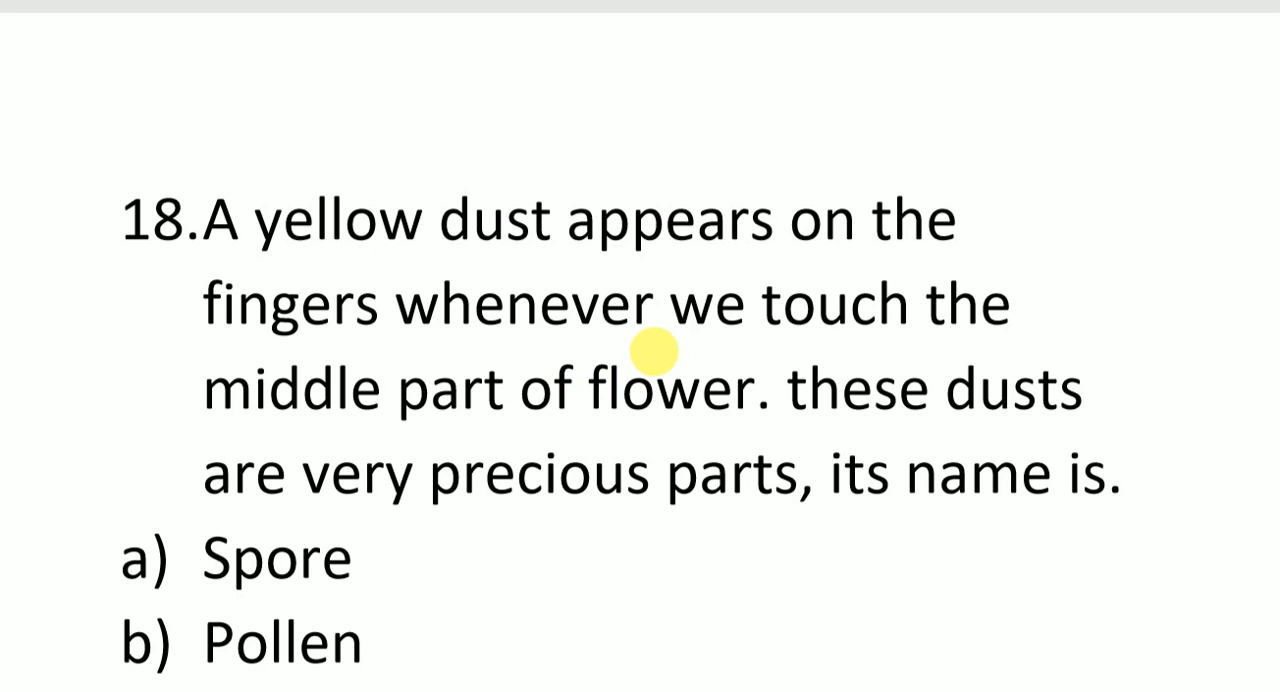 18.A yellow dust appears on the
fingers whenever we touch the
middle part of flower. these dusts
are very precious parts, its name is.
a) Spore
b) Pollen